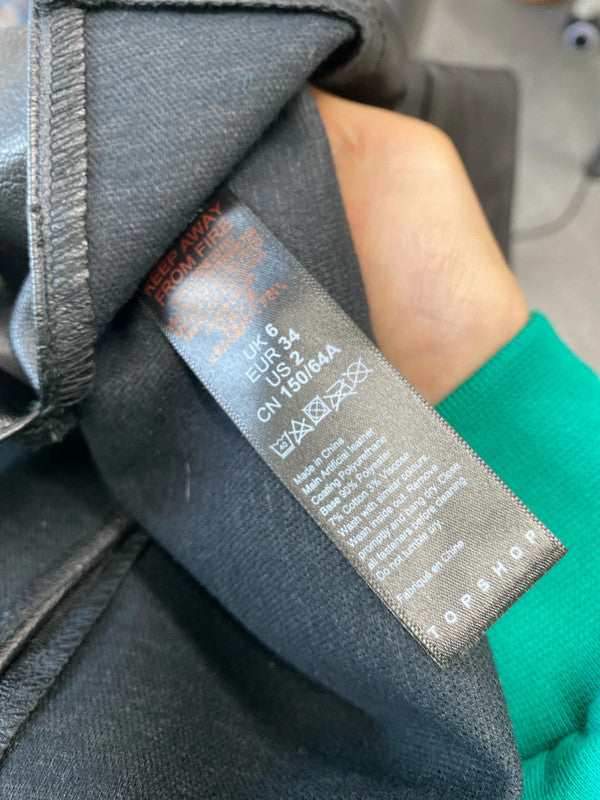 KEEP AWAY
FROM FIRE
UK 6
EUR 34
US 2
CN 150/64A
Made in China
Main Artificial leather
Coating Polyurethane
Base 90% Polyester
7% Cotton 3% Viscose
Wash with similar colours
Wash inside out. Remove
promptly and hang dry. Close
all fasteners before cleaning
Do not tumble dry
Fabriqué en Chine
TOPSHOP